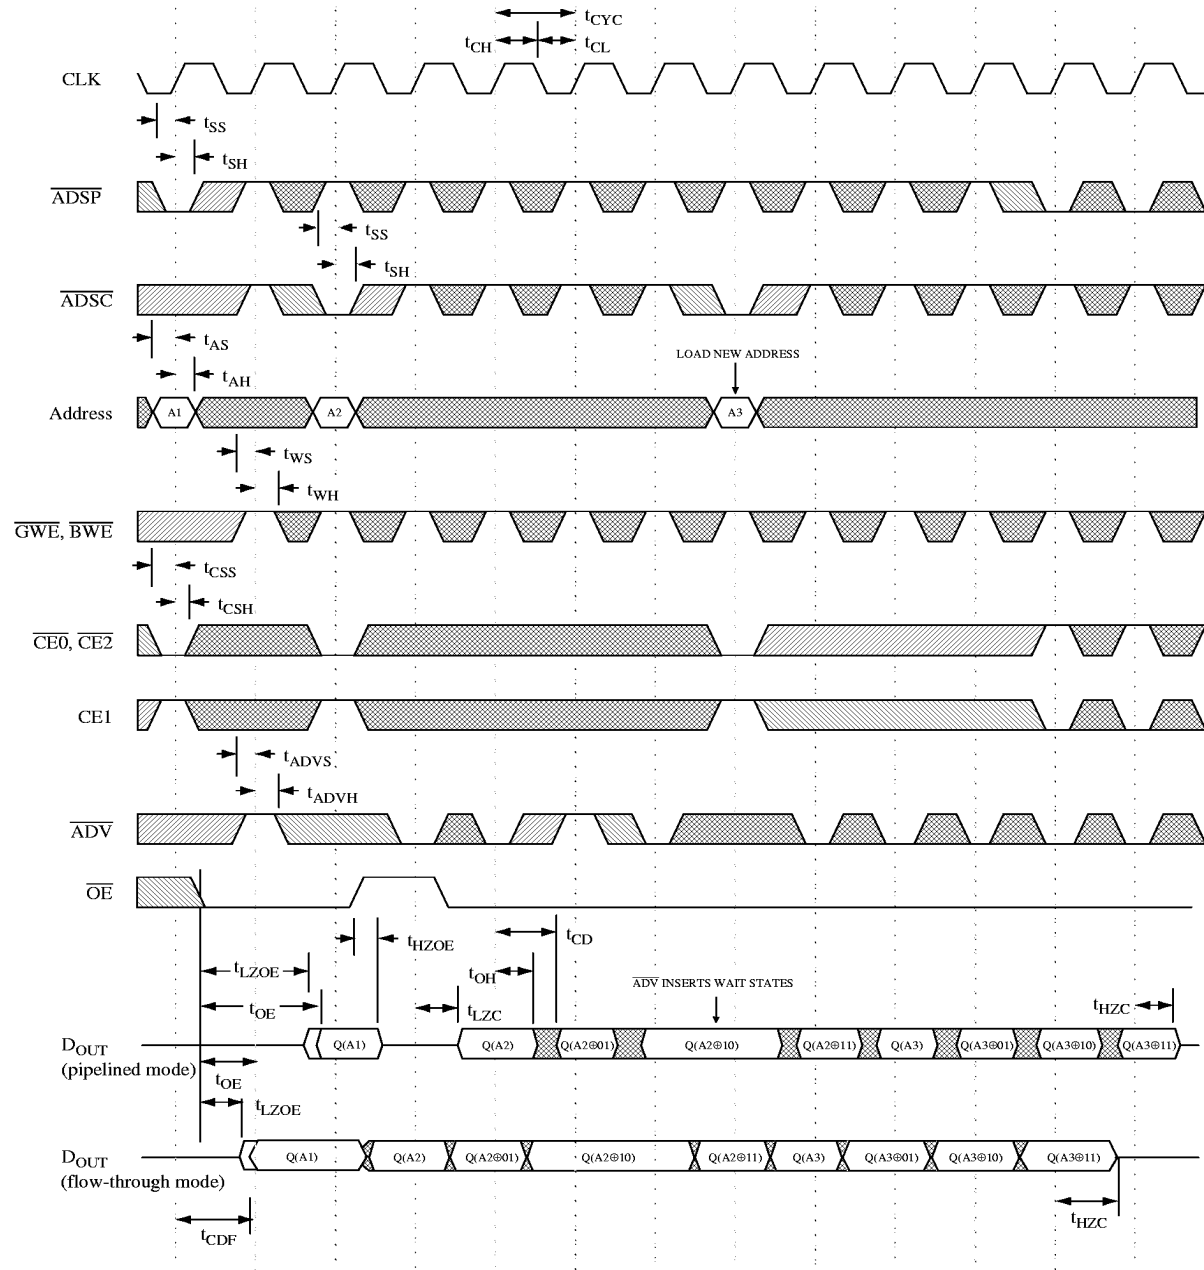 tCYC
tCH
tCL
CLK
tSS
tSH
ADSP
tSS
tSH
ADSC
tAS
tAH
LOAD NEW ADDRESS
Address
A1
A2
A3
tWS
tWH
GWE, BWE
tCSS
tCSH
CE0, CE2
CE1
tADVS
tADVH
ADV
OE
tHZOE
tCD
tLZOE
tOH
ADV INSERTS WAIT STATES
tOE
tLZC
tHZC
DOUT
(pipelined mode)
Q(A1)
Q(A2)
Q(A2⊕01)
Q(A2⊕10)
Q(A2⊕11)
Q(A3)
Q(A3⊕01)
Q(A3⊕10)
Q(A3⊕11)
tOE
tLZOE
DOUT
(flow-through mode)
Q(A1)
Q(A2)
Q(A2⊕01)
Q(A2⊕10)
Q(A2⊕11)
Q(A3)
Q(A3⊕01)
Q(A3⊕10)
Q(A3⊕11)
tCDF
tHZC